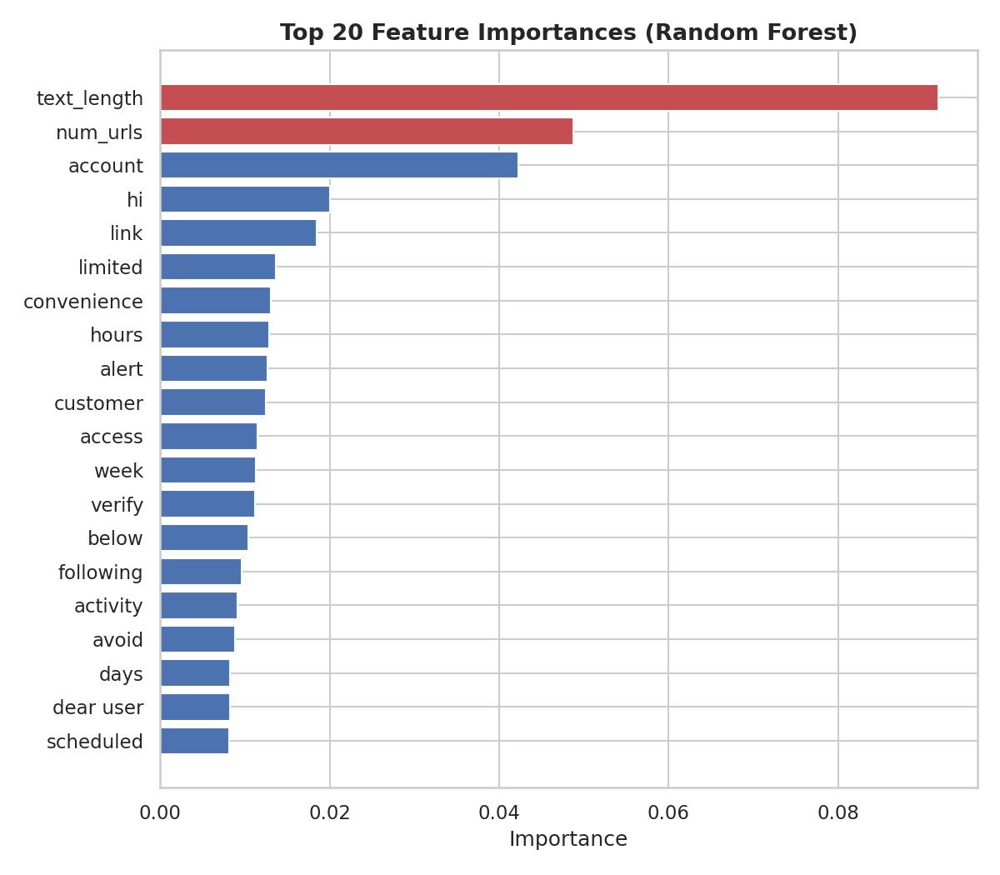 Top 20 Feature Importances (Random Forest)
text_length
num_urls
account
hi
link
limited
convenience
hours
alert
customer
access
week
verify
below
following
activity
avoid
days
dear user
scheduled
0.00 0.02 0.04 0.06 0.08
Importance